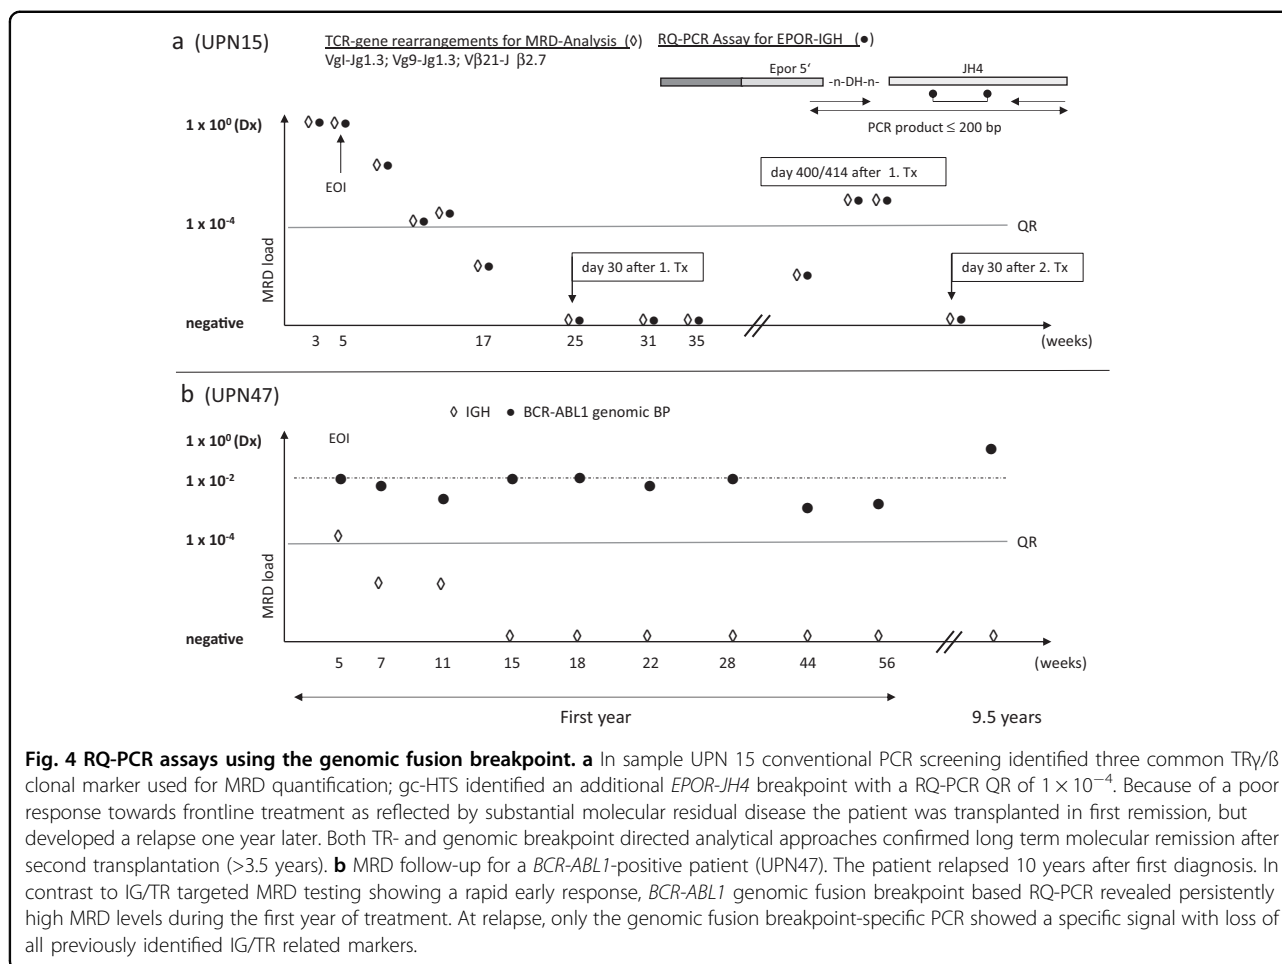 a (UPN15)
TCR-gene rearrangements for MRD-Analysis (◊)
VgI-Jg1.3; Vg9-Jg1.3; Vβ21-J β2.7
RQ-PCR Assay for EPOR-IGH (●)
Epor 5‘
-n-DH-n-
JH4
PCR product ≤ 200 bp
1 x 10⁰ (Dx)
EOI
day 400/414 after 1. Tx
1 x 10⁻⁴
QR
MRD load
day 30 after 1. Tx
day 30 after 2. Tx
negative
3 5 17 25 31 35 (weeks)
b (UPN47)
◊ IGH ● BCR-ABL1 genomic BP
1 x 10⁰ (Dx)
EOI
1 x 10⁻²
1 x 10⁻⁴
QR
MRD load
negative
5 7 11 15 18 22 28 44 56 (weeks)
First year 9.5 years
Fig. 4 RQ-PCR assays using the genomic fusion breakpoint. a In sample UPN 15 conventional PCR screening identified three common TRγ/ß
clonal marker used for MRD quantification; gc-HTS identified an additional EPOR-JH4 breakpoint with a RQ-PCR QR of 1 × 10⁻⁴. Because of a poor
response towards frontline treatment as reflected by substantial molecular residual disease the patient was transplanted in first remission, but
developed a relapse one year later. Both TR- and genomic breakpoint directed analytical approaches confirmed long term molecular remission after
second transplantation (>3.5 years). b MRD follow-up for a BCR-ABL1-positive patient (UPN47). The patient relapsed 10 years after first diagnosis. In
contrast to IG/TR targeted MRD testing showing a rapid early response, BCR-ABL1 genomic fusion breakpoint based RQ-PCR revealed persistently
high MRD levels during the first year of treatment. At relapse, only the genomic fusion breakpoint-specific PCR showed a specific signal with loss of
all previously identified IG/TR related markers.